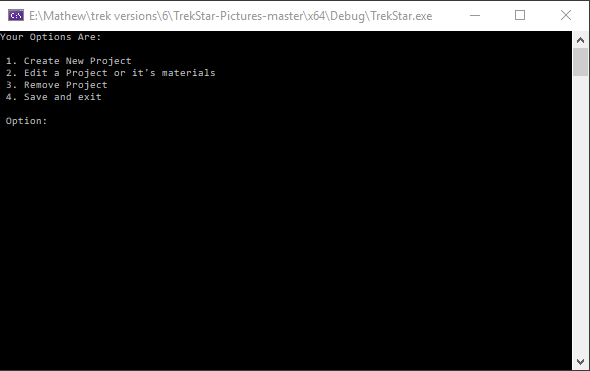 E:\Mathew\trek versions\6\TrekStar-Pictures-master\x64\Debug\TrekStar.exe
Your Options Are:
1. Create New Project
2. Edit a Project or it's materials
3. Remove Project
4. Save and exit
Option: